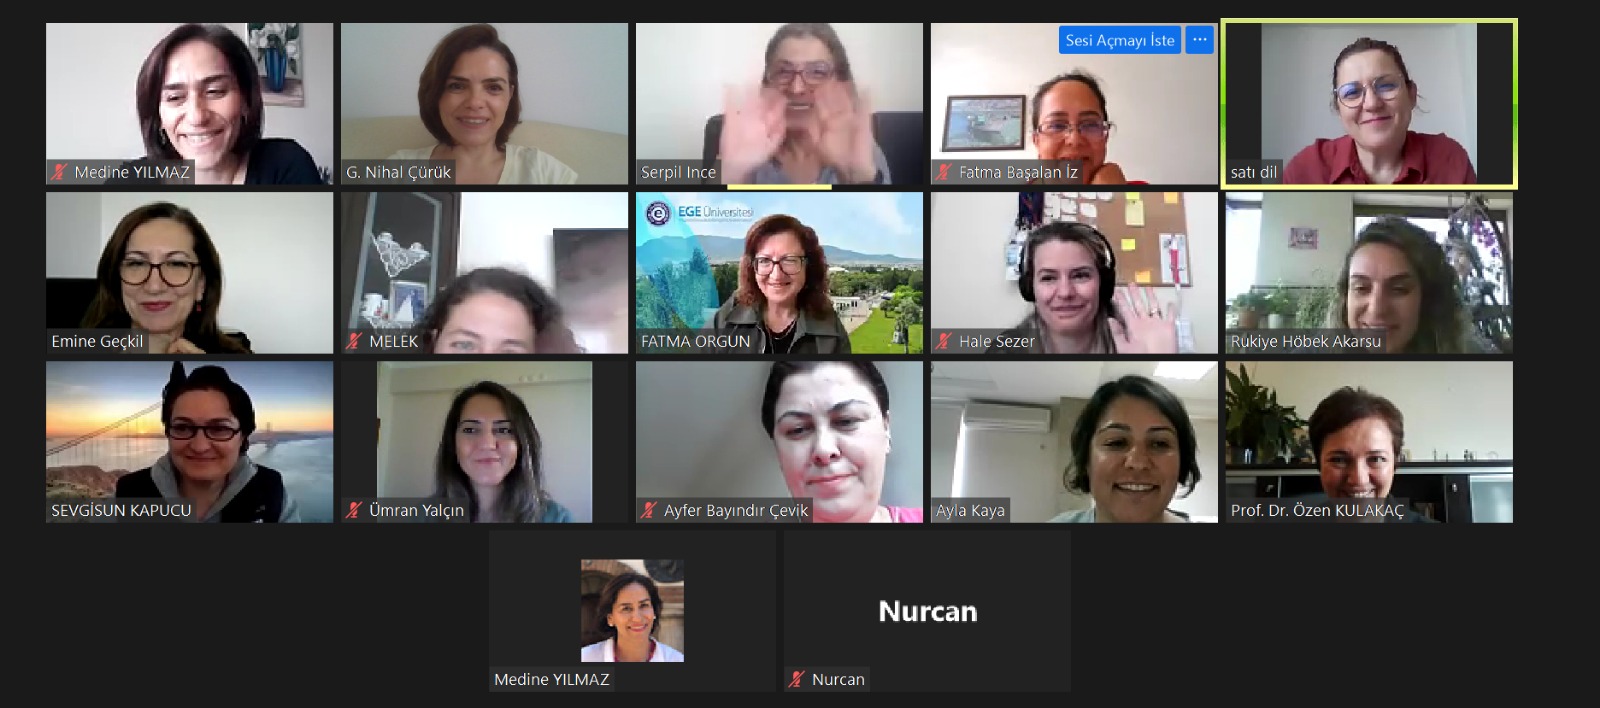 Sesi Açmayı İste ...
Medine YILMAZ
G. Nihal Çürük
Serpil Ince
Fatma Başalan İz
satı dil
EGE Üniversitesi
Emine Geçkil
MELEK
FATMA ORGUN
Hale Sezer
Rukiye Höbek Akarsu
SEVGİSUN KAPUCU
Ümran Yalçın
Ayfer Bayındır Çevik
Ayla Kaya
Prof. Dr. Özen KULAKAÇ
Nurcan
Medine YILMAZ
Nurcan